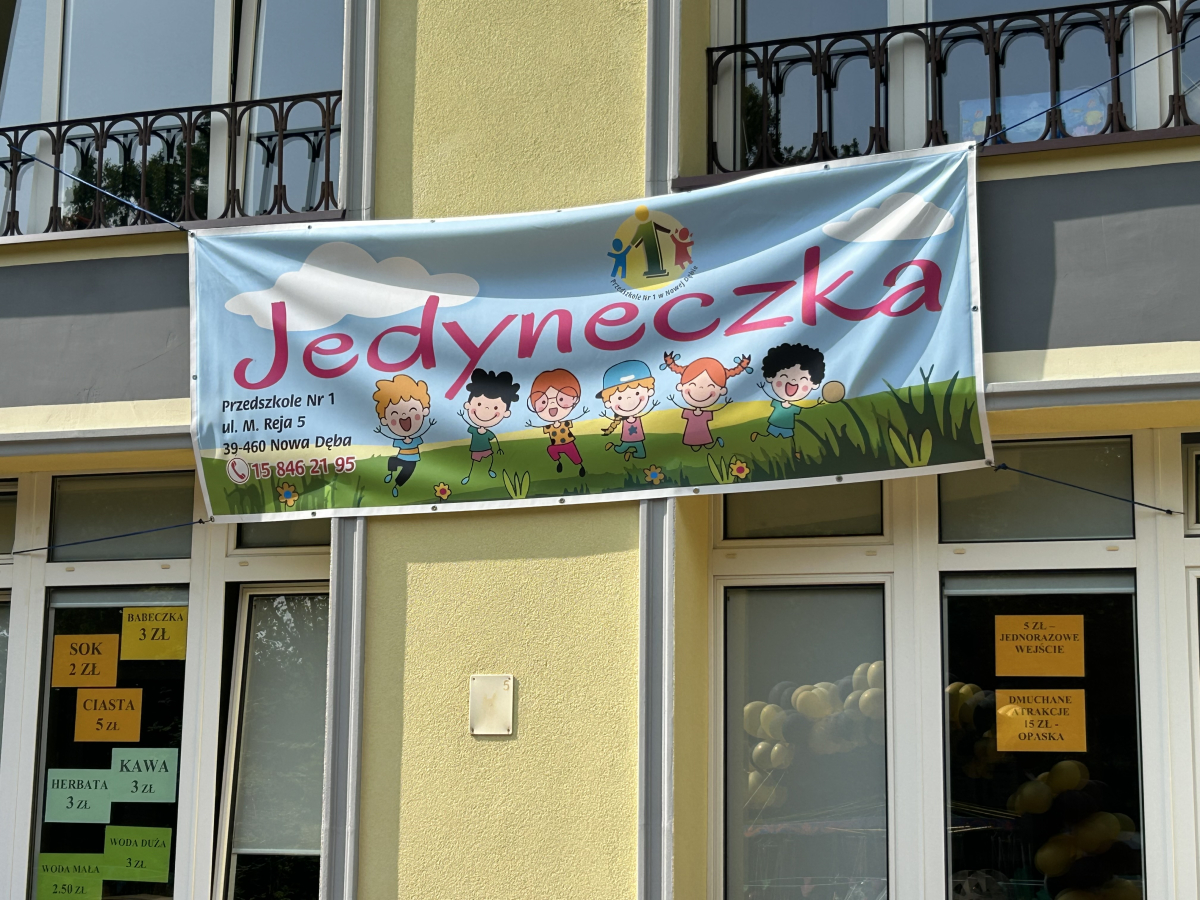 1
Przedszkole Nr 1 w Nowej Dębie
Jedyneczka
Przedszkole Nr 1
ul. M. Reja 5
39-460 Nowa Dęba
15 846 21 95
BABECZKA
3 ZŁ
SOK
2 ZŁ
CIASTA
5 ZŁ
KAWA
3 ZŁ
HERBATA
3 ZŁ
WODA DUŻA
3 ZŁ
WODA MAŁA
2.50 ZŁ
5
5 ZŁ –
JEDNORAZOWE
WEJŚCIE
DMUCHANE
ATRAKCJE
15 ZŁ -
OPASKA